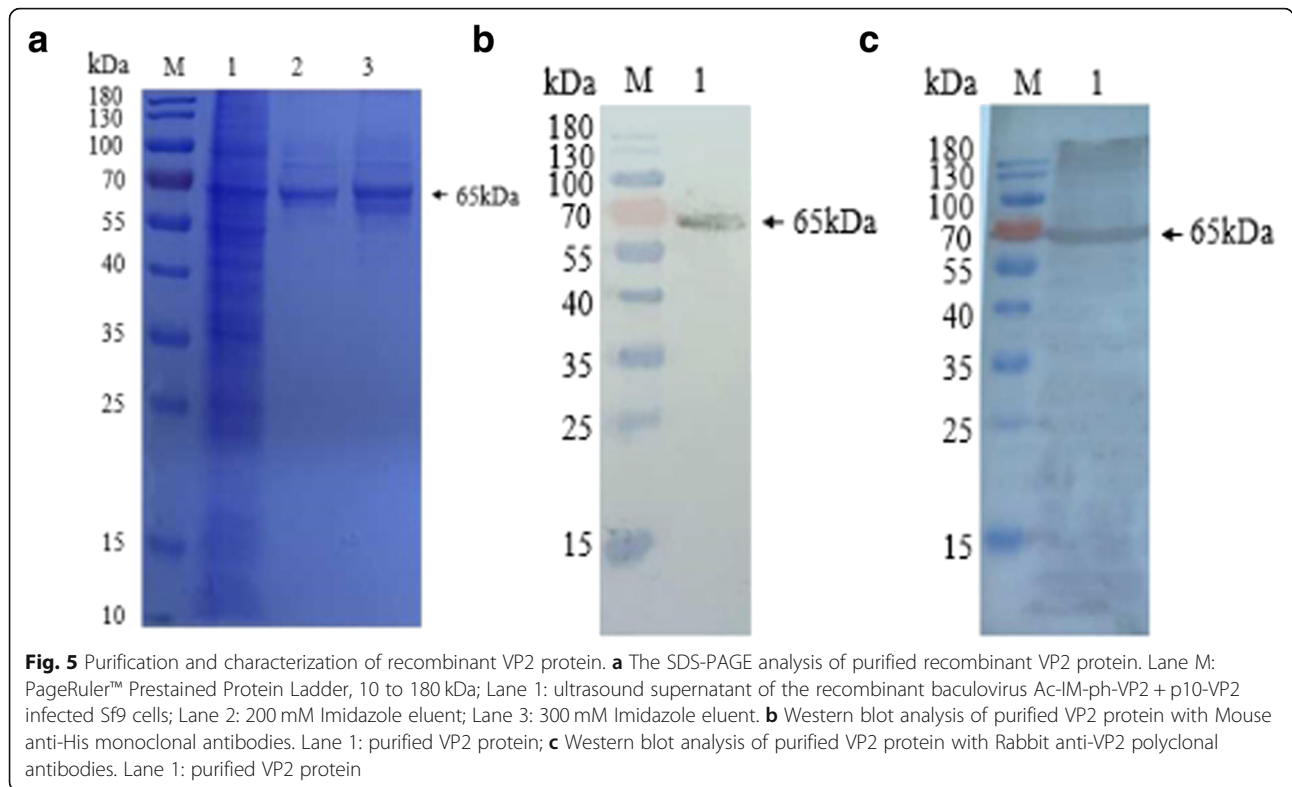 a
kDa M 1 2 3
180
130
100
70
← 65kDa
55
40
35
25
15
10
b
kDa M 1
180
130
100
70
← 65kDa
55
40
35
25
15
c
kDa M 1
180
130
100
70
← 65kDa
55
40
35
25
15
Fig. 5 Purification and characterization of recombinant VP2 protein. a The SDS-PAGE analysis of purified recombinant VP2 protein. Lane M:
PageRuler™ Prestained Protein Ladder, 10 to 180 kDa; Lane 1: ultrasound supernatant of the recombinant baculovirus Ac-IM-ph-VP2 + p10-VP2
infected Sf9 cells; Lane 2: 200 mM Imidazole eluent; Lane 3: 300 mM Imidazole eluent. b Western blot analysis of purified VP2 protein with Mouse
anti-His monoclonal antibodies. Lane 1: purified VP2 protein; c Western blot analysis of purified VP2 protein with Rabbit anti-VP2 polyclonal
antibodies. Lane 1: purified VP2 protein